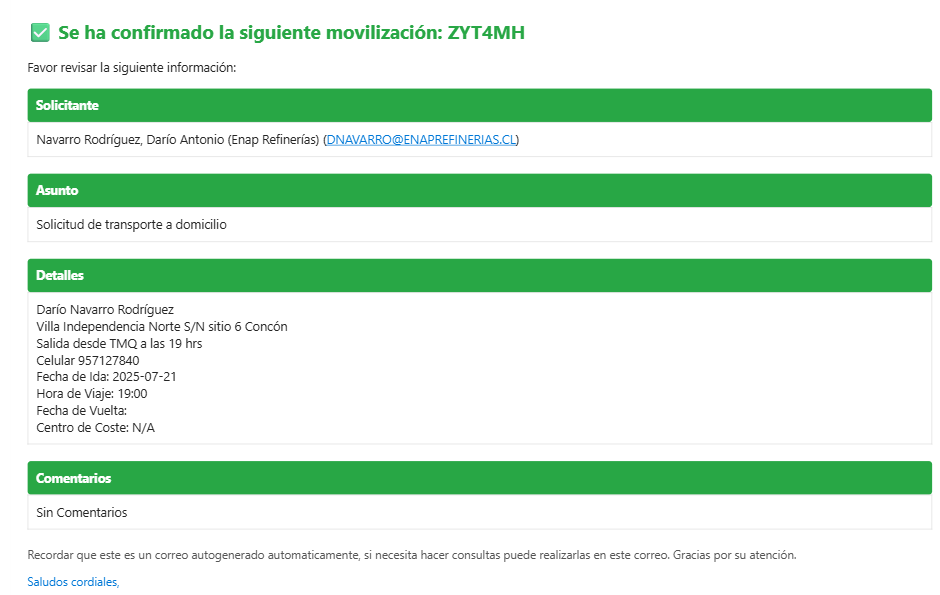 Se ha confirmado la siguiente movilización: ZYT4MH
Favor revisar la siguiente información:
Solicitante
Navarro Rodríguez, Darío Antonio (Enap Refinerías) (DNAVARRO@ENAPREFINERIAS.CL)
Asunto
Solicitud de transporte a domicilio
Detalles
Darío Navarro Rodríguez
Villa Independencia Norte S/N sitio 6 Concón
Salida desde TMQ a las 19 hrs
Celular 957127840
Fecha de Ida: 2025-07-21
Hora de Viaje: 19:00
Fecha de Vuelta:
Centro de Coste: N/A
Comentarios
Sin Comentarios
Recordar que este es un correo autogenerado automaticamente, si necesita hacer consultas puede realizarlas en este correo. Gracias por su atención.
Saludos cordiales,